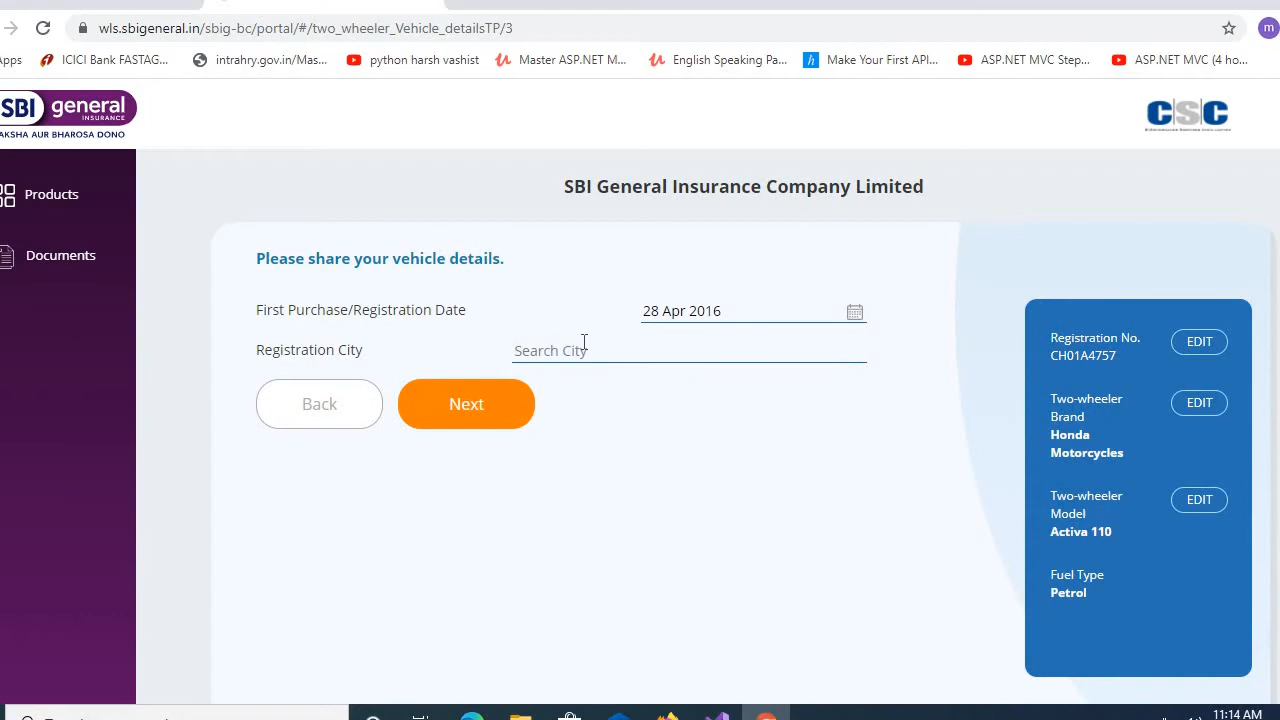 wls.sbigeneral.in/sbig-bc/portal/#/two_wheeler_Vehicle_detailsTP/3
m
Apps ICICI Bank FASTAG... intrahry.gov.in/Mas... python harsh vashist Master ASP.NET M... English Speaking Pa... Make Your First API... ASP.NET MVC Step... ASP.NET MVC (4 ho...
SBI general
INSURANCE
AKSHA AUR BHAROSA DONO
CSC
Products
Documents
SBI General Insurance Company Limited
Please share your vehicle details.
First Purchase/Registration Date 28 Apr 2016
Registration City Search City
Back Next
Registration No.
CH01A4757
EDIT
Two-wheeler
Brand
Honda
Motorcycles
EDIT
Two-wheeler
Model
Activa 110
EDIT
Fuel Type
Petrol
11:14 AM